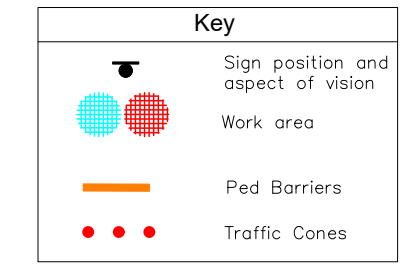 Key
Sign position and
aspect of vision
Work area
Ped Barriers
Traffic Cones